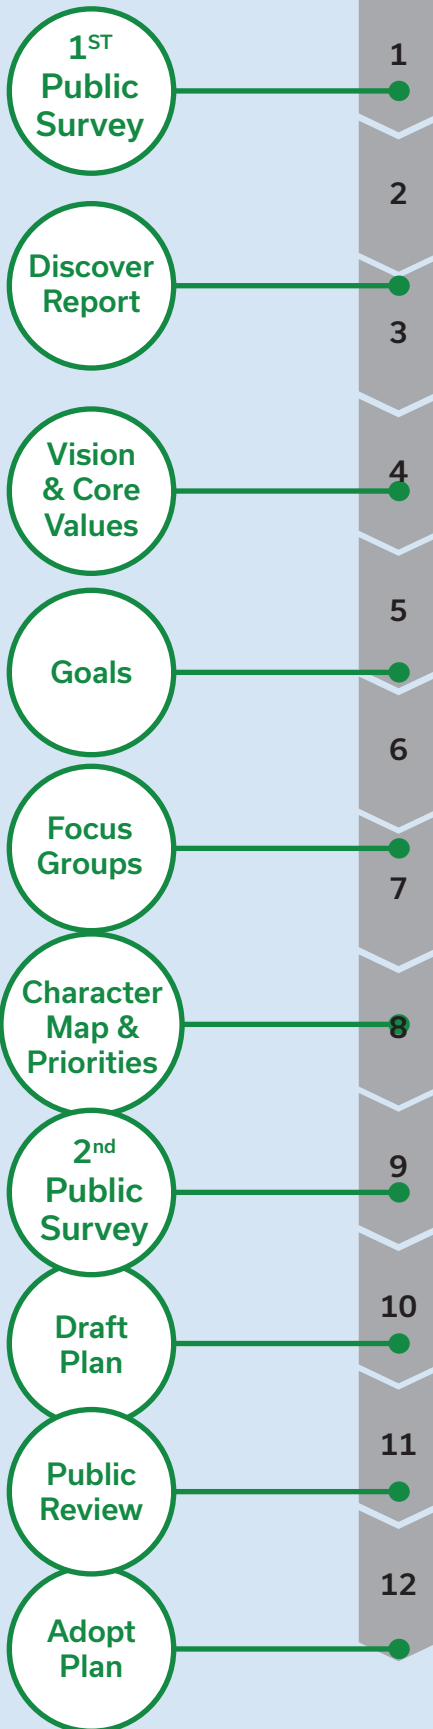 1ST
Public
Survey
1
2
Discover
Report
3
Vision
& Core
Values
4
5
Goals
6
Focus
Groups
7
Character
Map &
Priorities
8
2nd
Public
Survey
9
10
Draft
Plan
11
Public
Review
12
Adopt
Plan